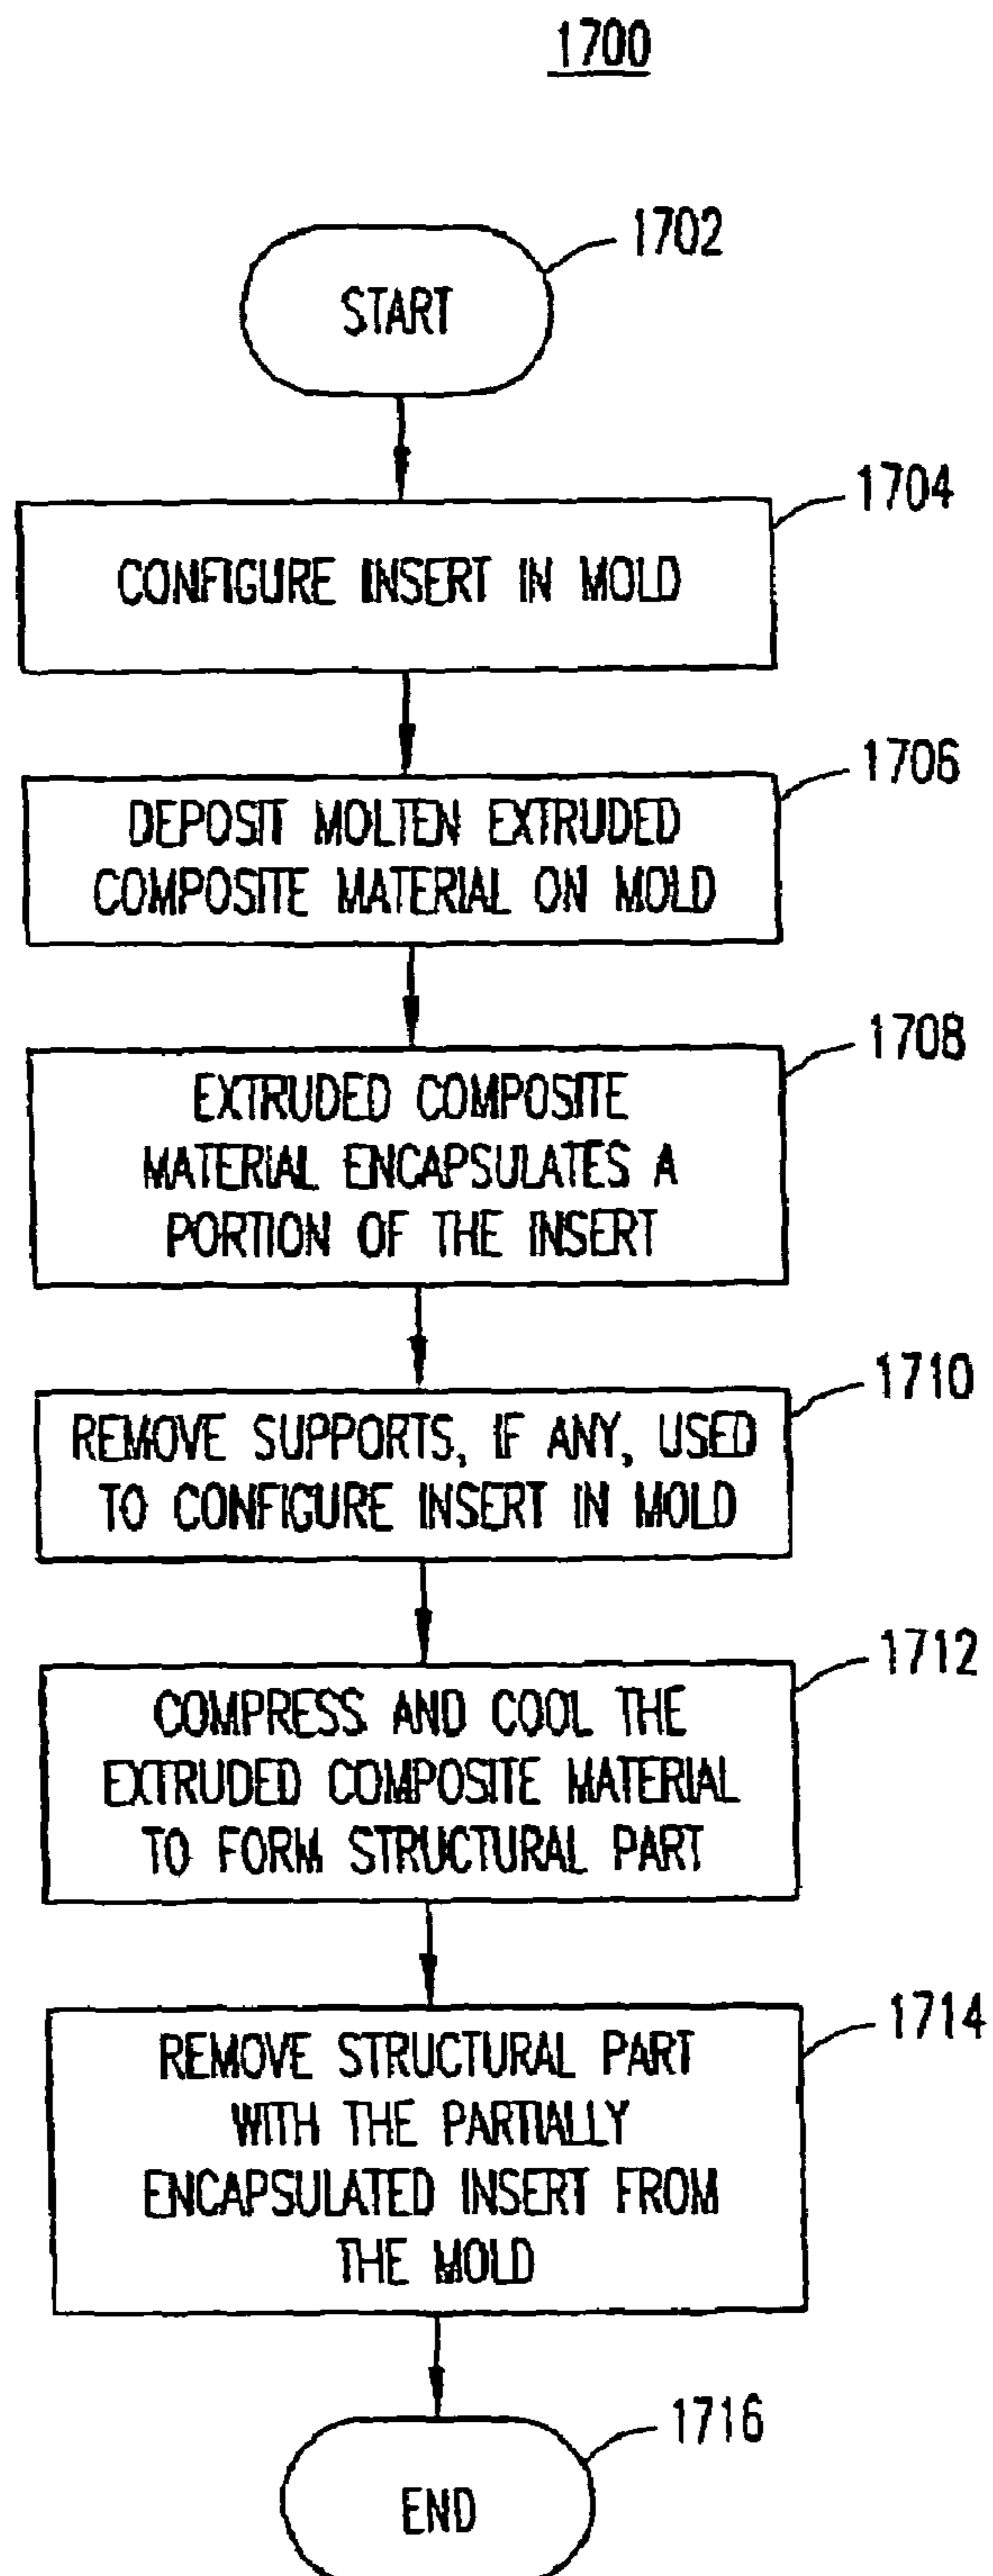 1700
1702
START
1704
CONFIGURE INSERT IN MOLD
1706
DEPOSIT MOLTEN EXTRUDED
COMPOSITE MATERIAL ON MOLD
1708
EXTRUDED COMPOSITE
MATERIAL ENCAPSULATES A
PORTION OF THE INSERT
1710
REMOVE SUPPORTS, IF ANY, USED
TO CONFIGURE INSERT IN MOLD
1712
COMPRESS AND COOL THE
EXTRUDED COMPOSITE MATERIAL
TO FORM STRUCTURAL PART
1714
REMOVE STRUCTURAL PART
WITH THE PARTIALLY
ENCAPSULATED INSERT FROM
THE MOLD
1716
END